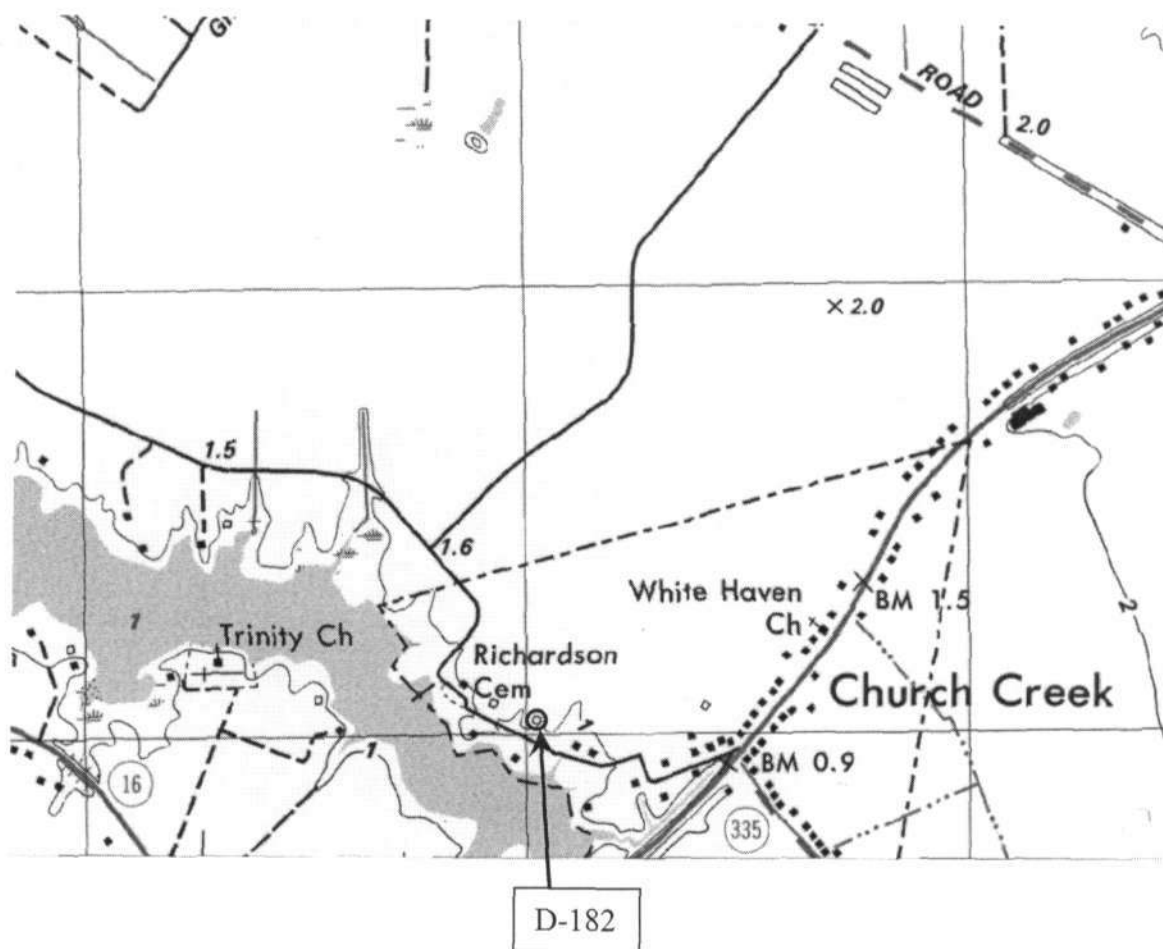 ROAD
2.0
× 2.0
1.5
1.6
White Haven
Ch
BM 1.5
1
Trinity Ch
Richardson
Cem
Church Creek
2
1
16
BM 0.9
335
D-182